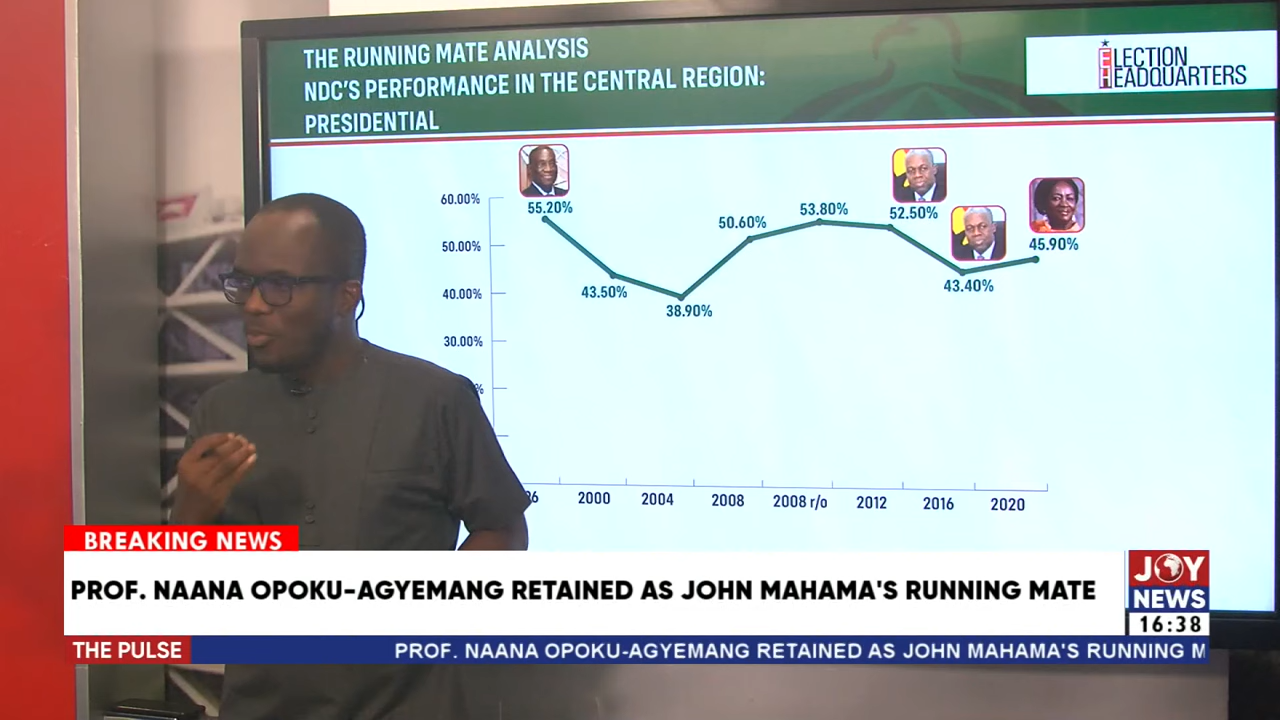 THE RUNNING MATE ANALYSIS
NDC'S PERFORMANCE IN THE CENTRAL REGION:
PRESIDENTIAL
ELECTION
HEADQUARTERS
60.00%
50.00%
40.00%
30.00%
%
55.20%
43.50%
38.90%
50.60%
53.80%
52.50%
43.40%
45.90%
96
2000
2004
2008
2008 r/o
2012
2016
2020
BREAKING NEWS
PROF. NAANA OPOKU-AGYEMANG RETAINED AS JOHN MAHAMA'S RUNNING MATE
JOY
NEWS
16:38
THE PULSE
PROF. NAANA OPOKU-AGYEMANG RETAINED AS JOHN MAHAMA'S RUNNING M